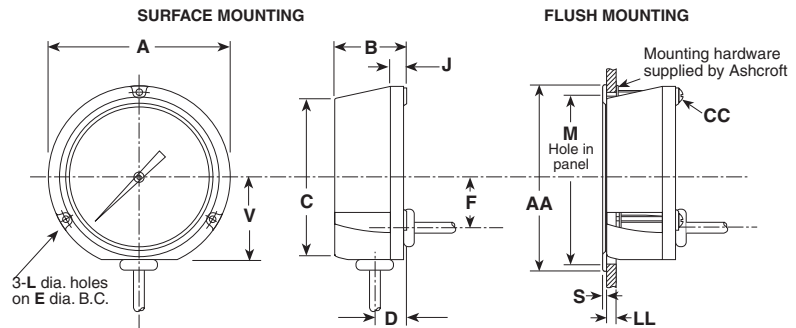 SURFACE MOUNTING
FLUSH MOUNTING
A
B
J
C
F
V
D
3-L dia. holes
on E dia. B.C.
Mounting hardware
supplied by Ashcroft
CC
M
Hole in
panel
AA
S
LL